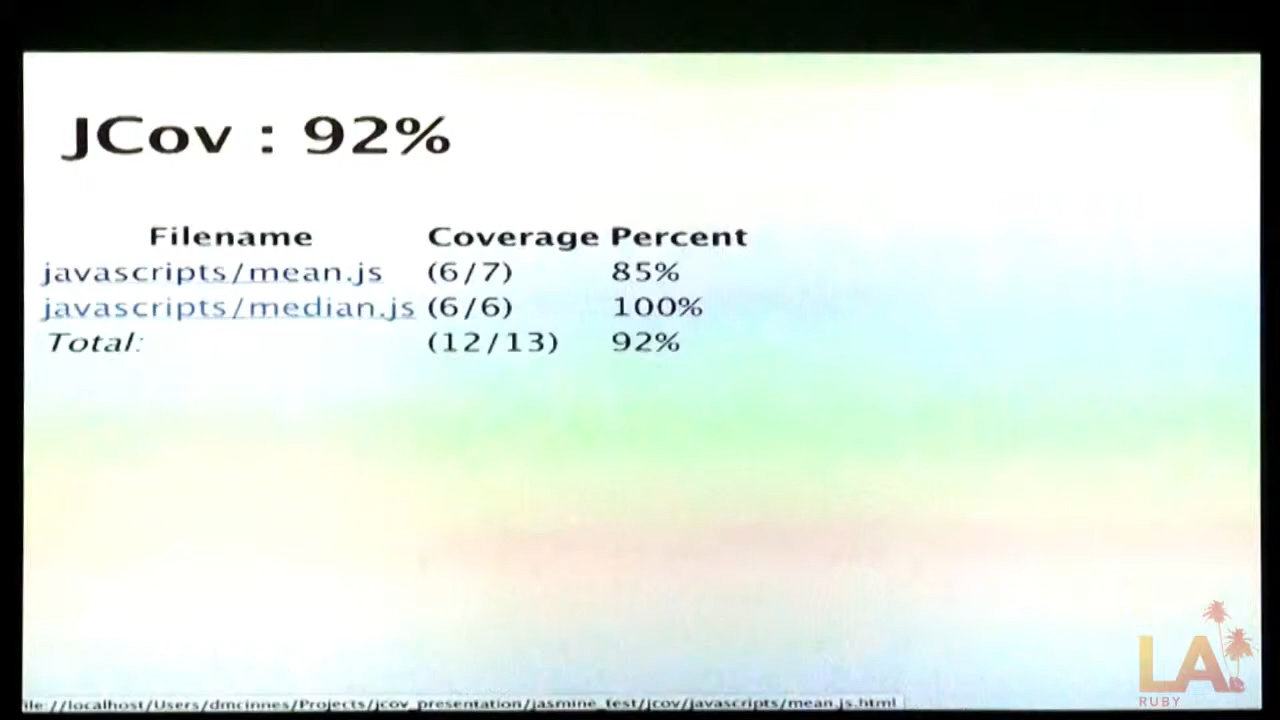 JCov : 92%
Filename Coverage Percent
javascripts/mean.js (6/7) 85%
javascripts/median.js (6/6) 100%
Total: (12/13) 92%
ile://localhost/Users/dmcinnes/Projects/jcov_presentation/jasmine_test/jcov/javascripts/mean.js.html
LA
RUBY